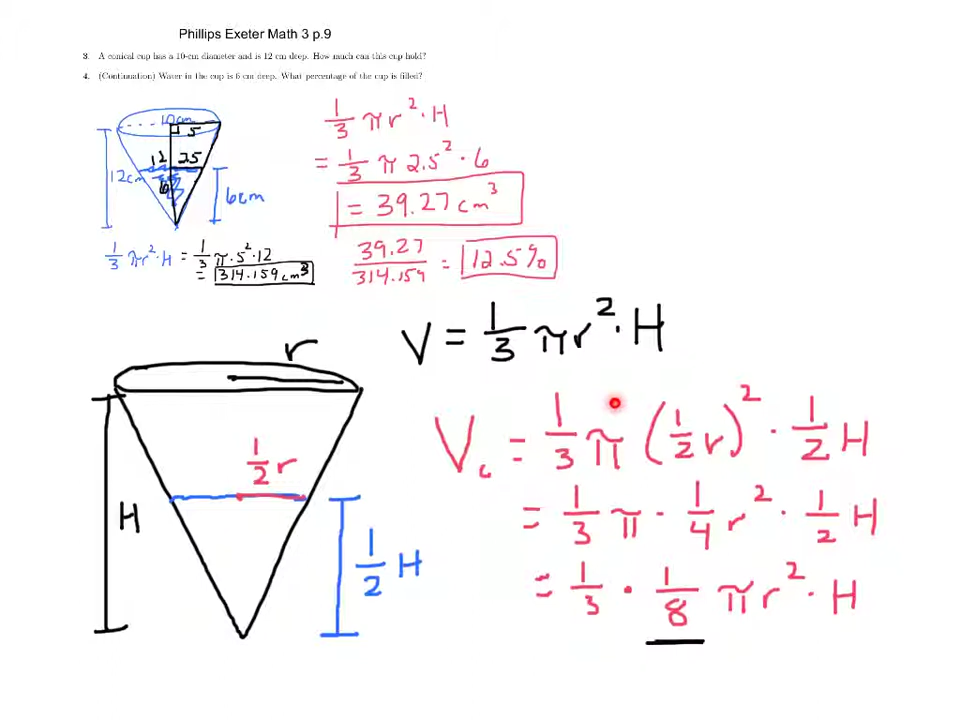 Phillips Exeter Math 3 p.9
3. A conical cup has a 10-cm diameter and is 12 cm deep. How much can this cup hold?
4. (Continuation) Water in the cup is 6 cm deep. What percentage of the cup is filled?
10cm
5
12
2.5
12cm
6
6cm
1/3 πr²·H = 1/3 π·5²·12
= 314.159cm³
1/3 πr²·H
= 1/3 π 2.5²·6
= 39.27cm³
39.27/314.159 = 12.5%
r
V = 1/3 πr²·H
1/2 r
H
1/2 H
V꜀ = 1/3 π (1/2 r)² · 1/2 H
= 1/3 π · 1/4 r² · 1/2 H
= 1/3 · 1/8 πr²·H